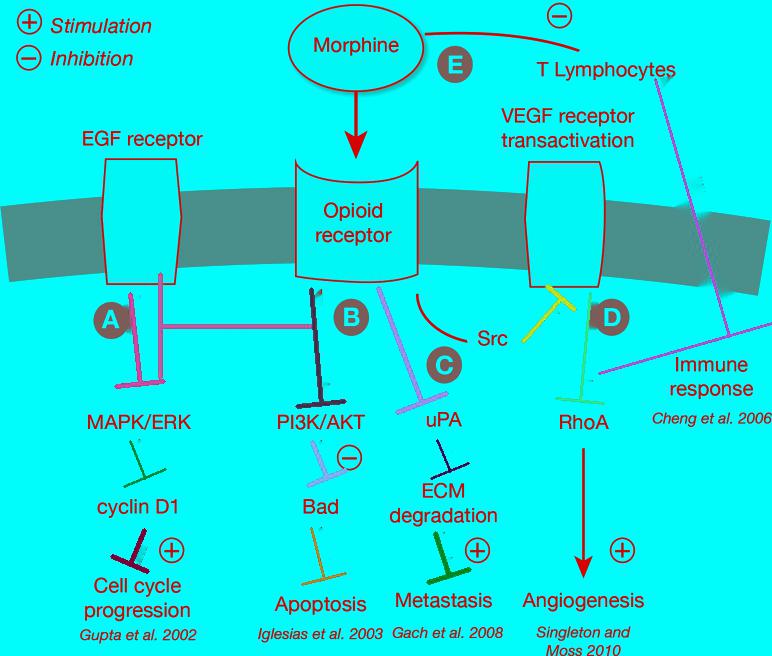 + Stimulation
− Inhibition
Morphine
−
E
T Lymphocytes
VEGF receptor
transactivation
EGF receptor
Opioid
receptor
A
B
C
D
Src
Immune
response
Cheng et al. 2006
MAPK/ERK
PI3K/AKT
uPA
RhoA
−
cyclin D1
Bad
ECM
degradation
+
+
+
Cell cycle
progression
Gupta et al. 2002
Apoptosis
Iglesias et al. 2003
Metastasis
Gach et al. 2008
Angiogenesis
Singleton and
Moss 2010